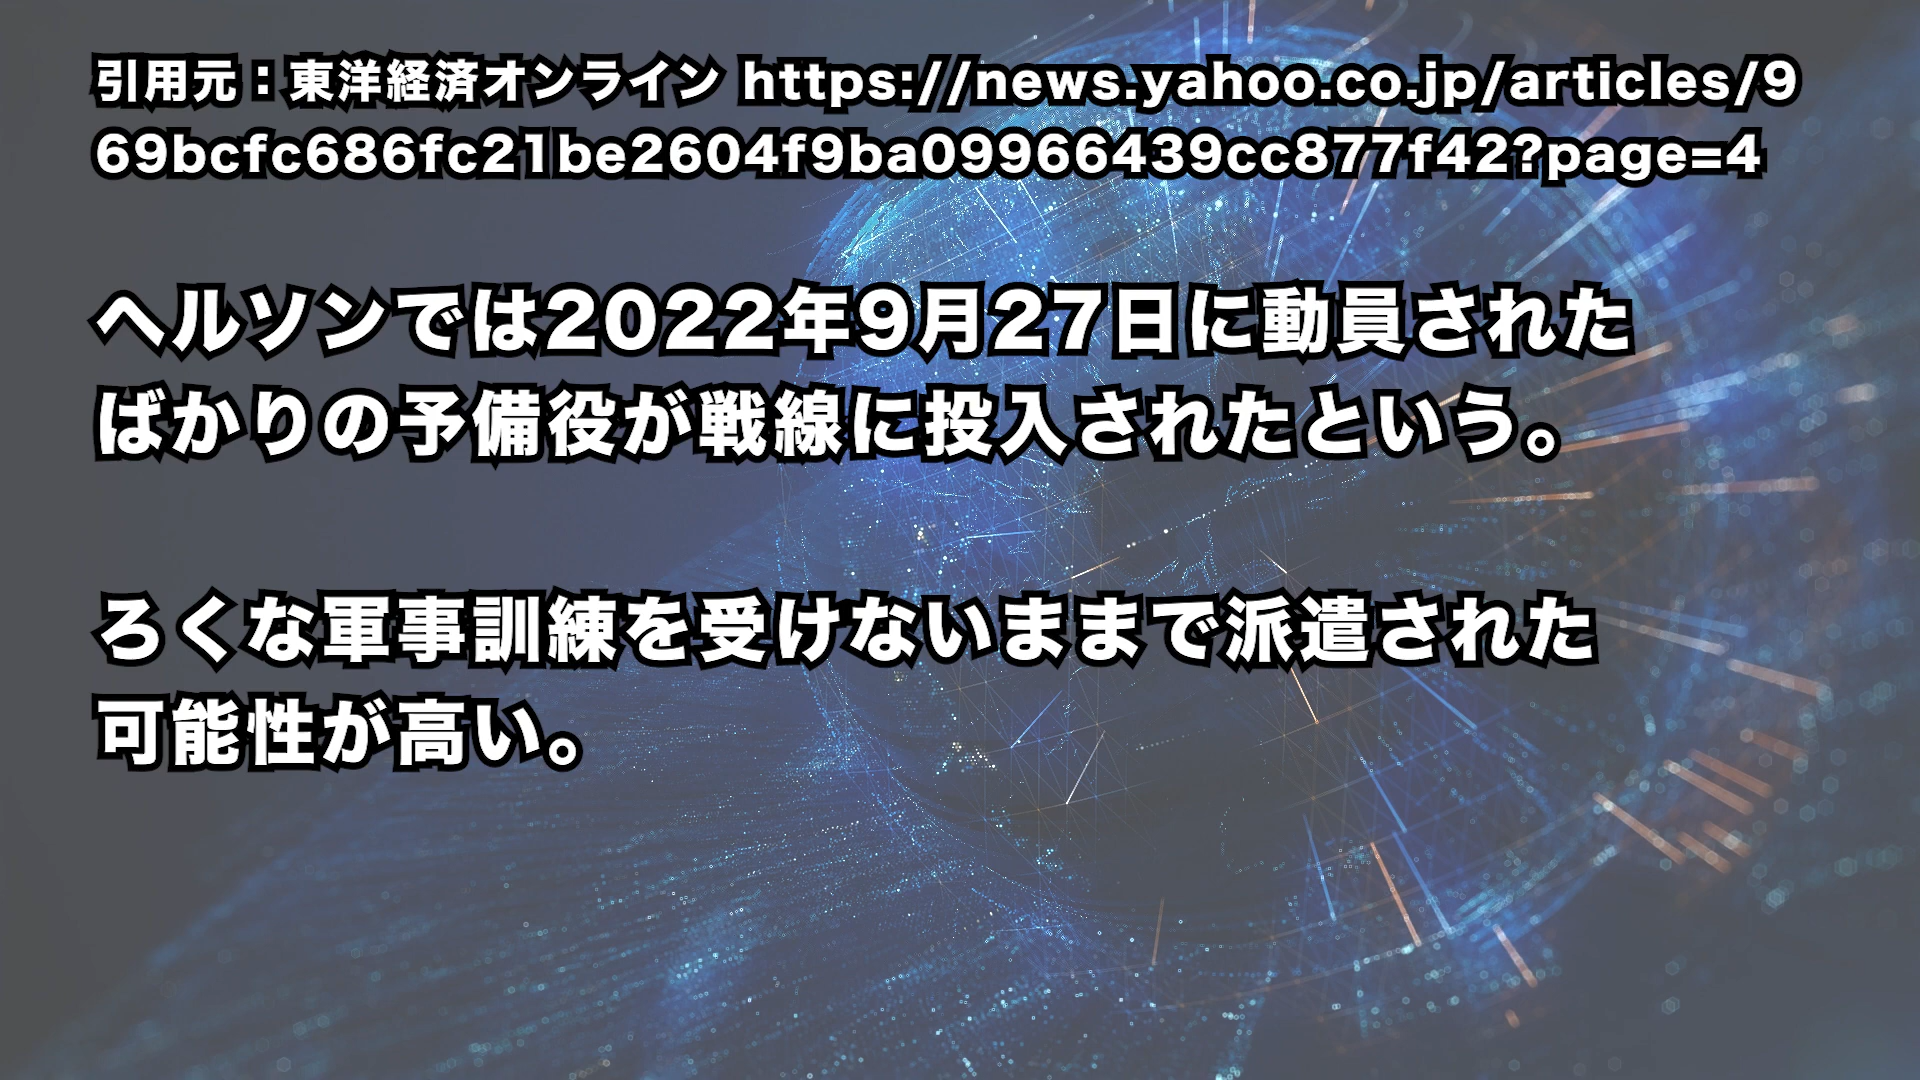 引用元：東洋経済オンライン https://news.yahoo.co.jp/articles/9
69bcfc686fc21be2604f9ba09966439cc877f42?page=4
ヘルソンでは2022年9月27日に動員された
ばかりの予備役が戦線に投入されたという。
ろくな軍事訓練を受けないままで派遣された
可能性が高い。